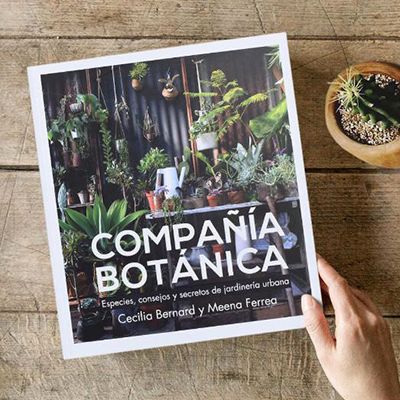 COMPAÑÍA
BOTÁNICA
Especies, consejos y secretos de jardinería urbana
Cecilia Bernard y Meena Ferrea